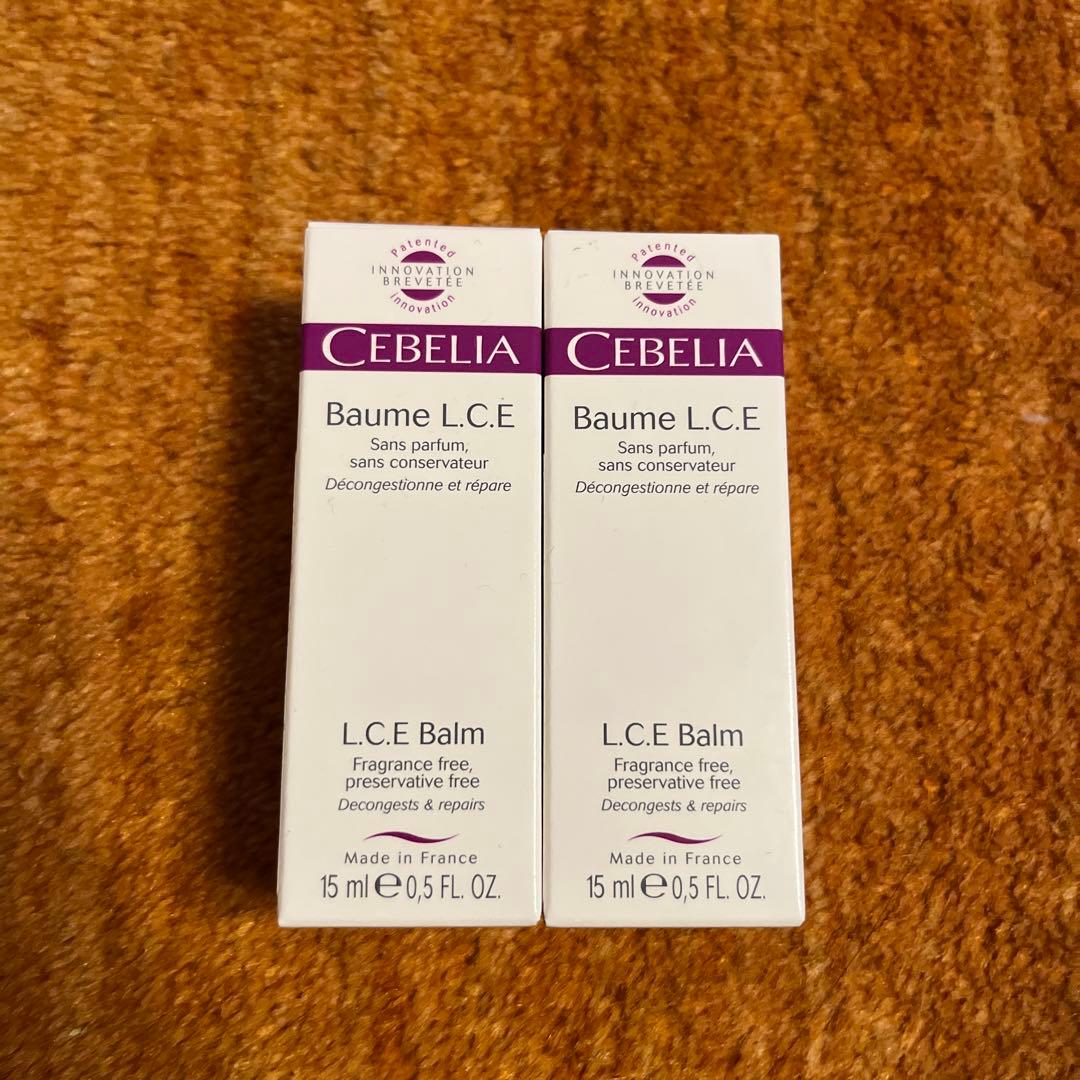 Patented
INNOVATION
BREVETÉE
innovation
CEBELIA
Baume L.C.E
Sans parfum,
sans conservateur
Décongestionne et répare
L.C.E Balm
Fragrance free,
preservative free
Decongests & repairs
Made in France
15 ml e 0,5 FL. OZ.
Patented
INNOVATION
BREVETÉE
innovation
CEBELIA
Baume L.C.E
Sans parfum,
sans conservateur
Décongestionne et répare
L.C.E Balm
Fragrance free,
preservative free
Decongests & repairs
Made in France
15 ml e 0,5 FL. OZ.